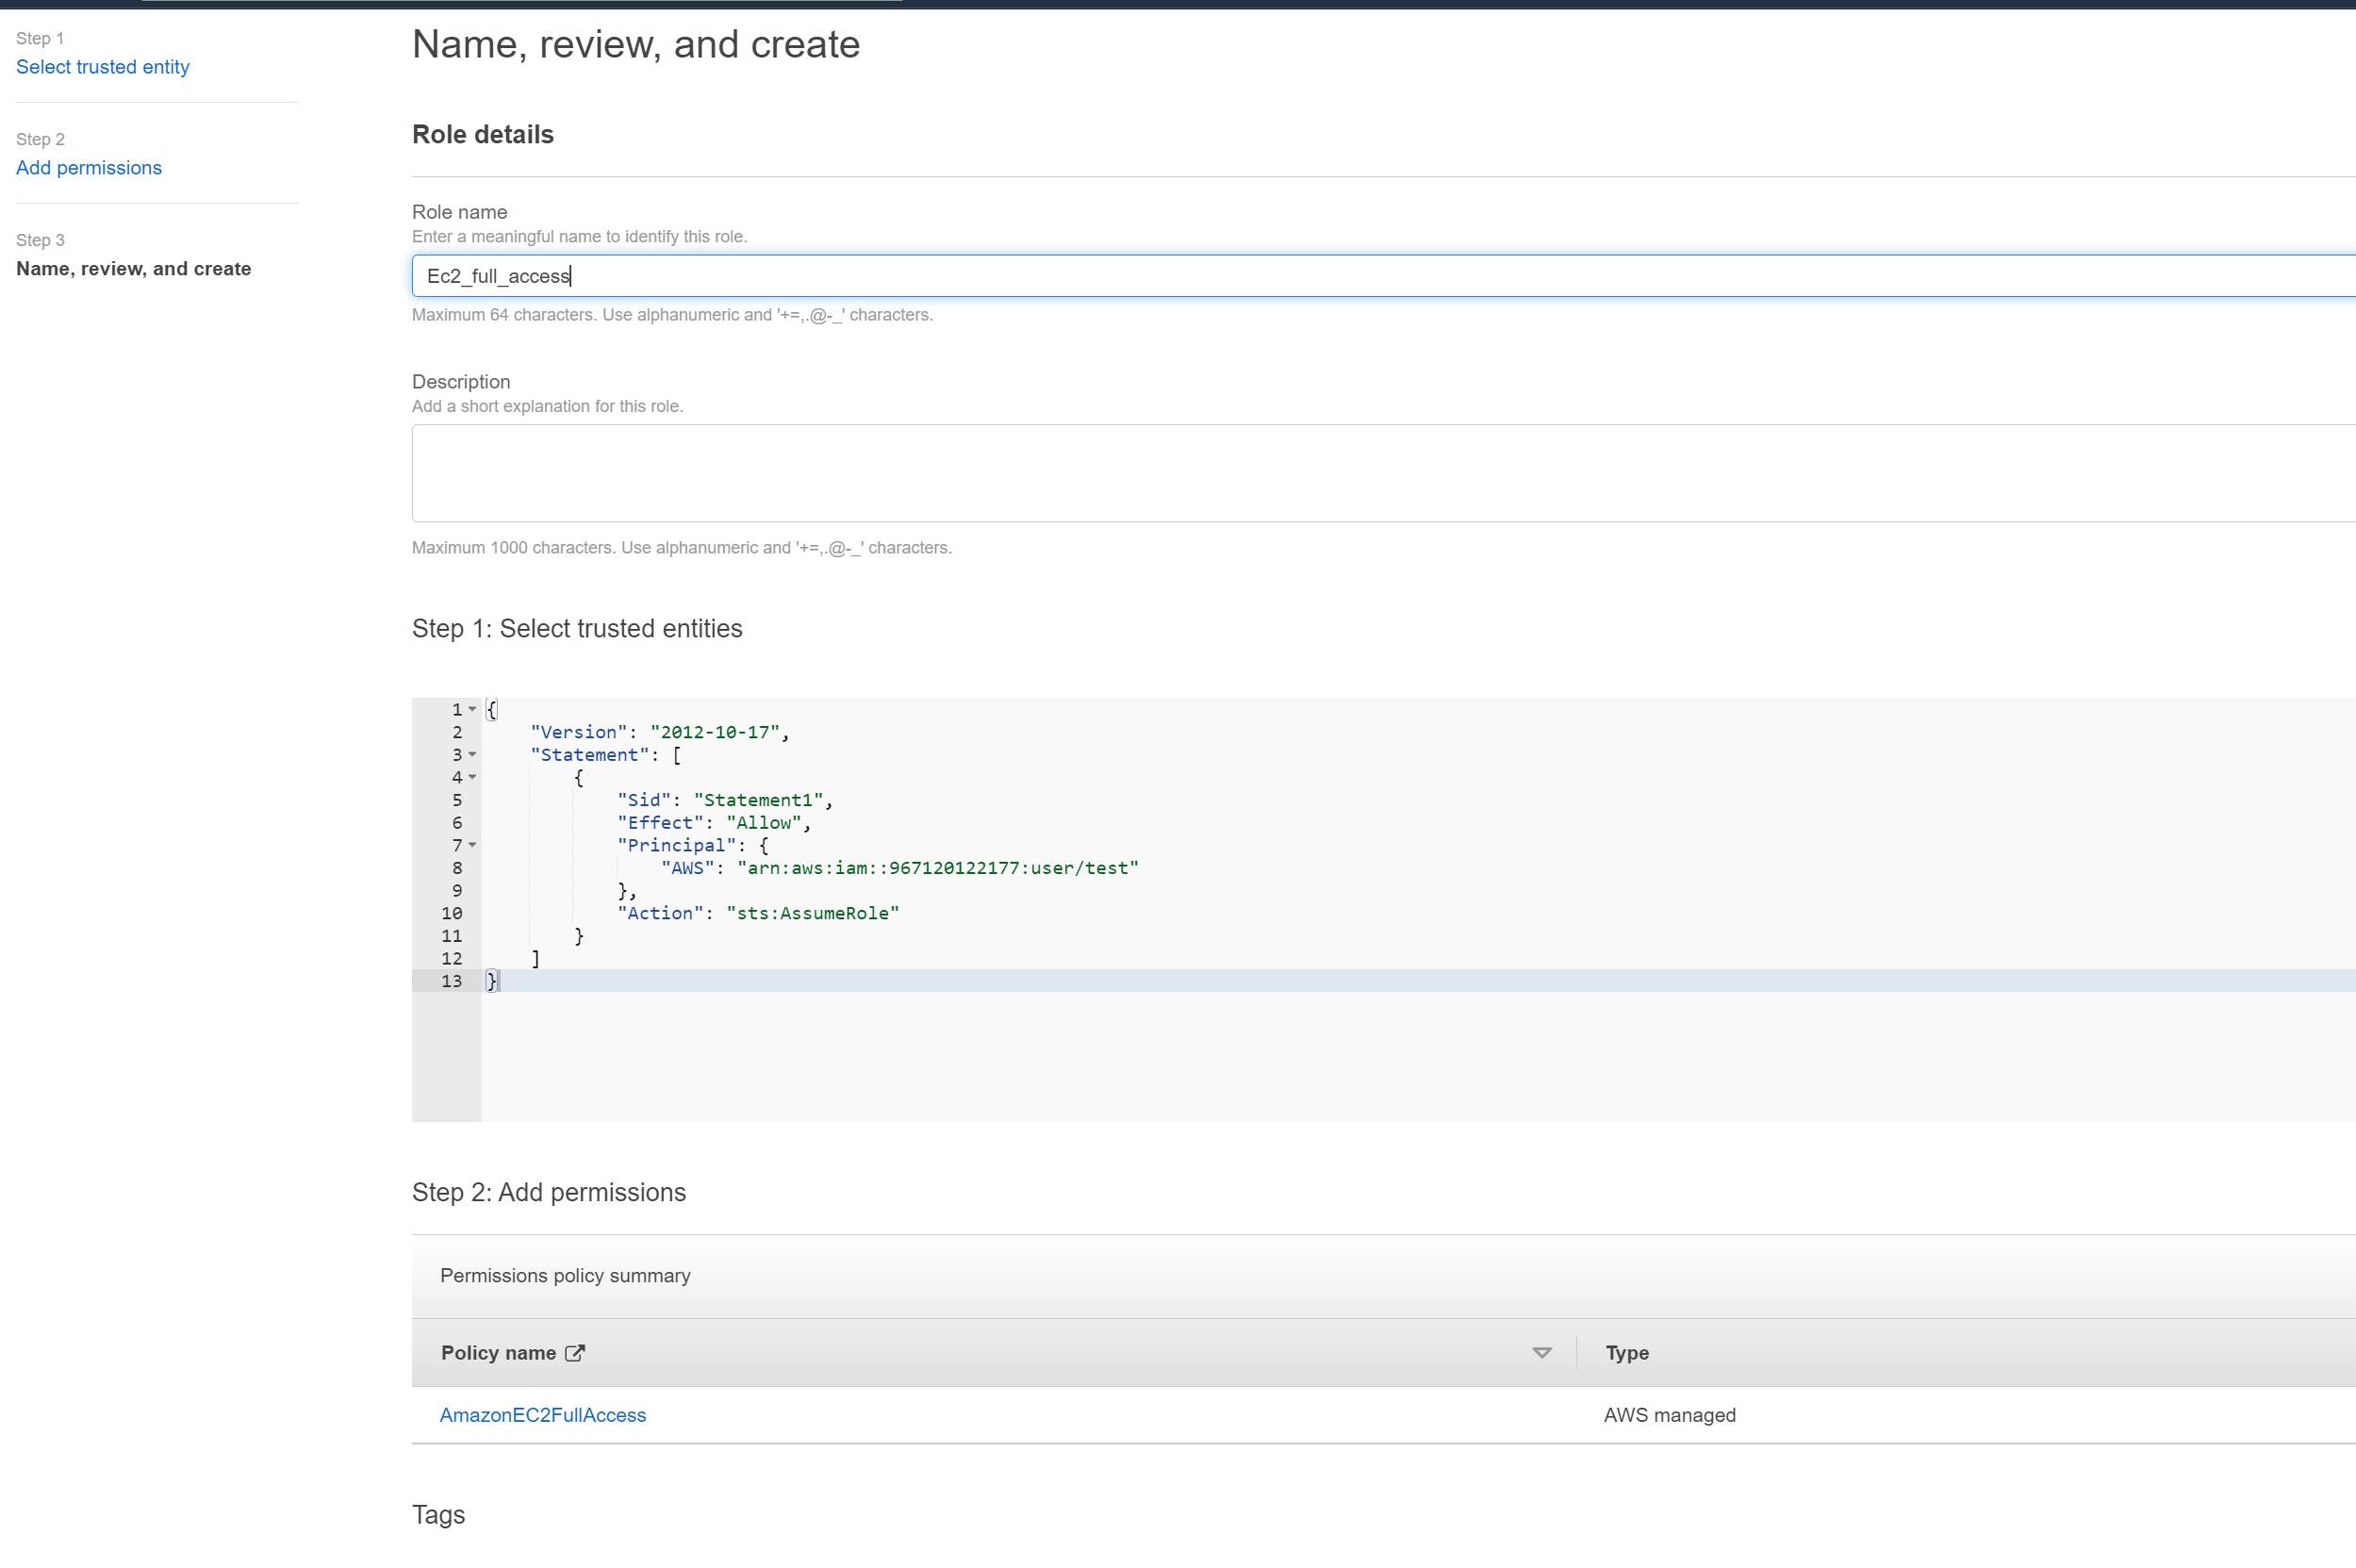 Step 1
Select trusted entity
Step 2
Add permissions
Step 3
Name, review, and create
Name, review, and create
Role details
Role name
Enter a meaningful name to identify this role.
Ec2_full_access
Maximum 64 characters. Use alphanumeric and '+=,.@-_' characters.
Description
Add a short explanation for this role.
Maximum 1000 characters. Use alphanumeric and '+=,.@-_' characters.
Step 1: Select trusted entities
1 {
2 "Version": "2012-10-17",
3 "Statement": [
4 {
5 "Sid": "Statement1",
6 "Effect": "Allow",
7 "Principal": {
8 "AWS": "arn:aws:iam::967120122177:user/test"
9 },
10 "Action": "sts:AssumeRole"
11 }
12 ]
13 }
Step 2: Add permissions
Permissions policy summary
Policy name Type
AmazonEC2FullAccess AWS managed
Tags